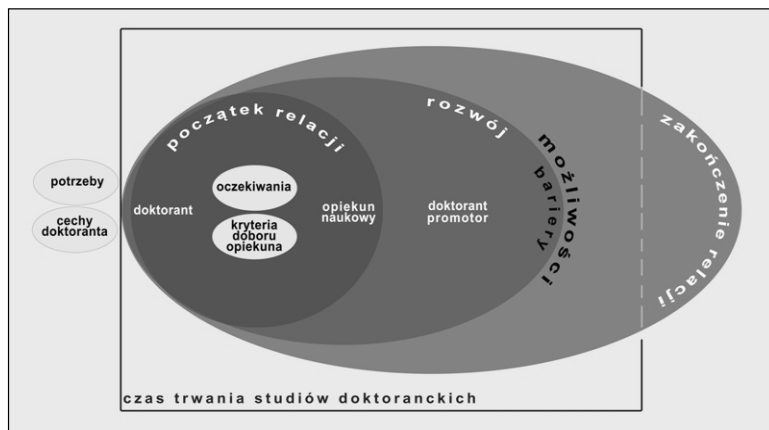 początek relacji
rozwój
możliwości
bariery
zakończenie relacji
potrzeby
cechy
doktoranta
doktorant
oczekiwania
kryteria
doboru
opiekuna
opiekun
naukowy
doktorant
promotor
czas trwania studiów doktoranckich